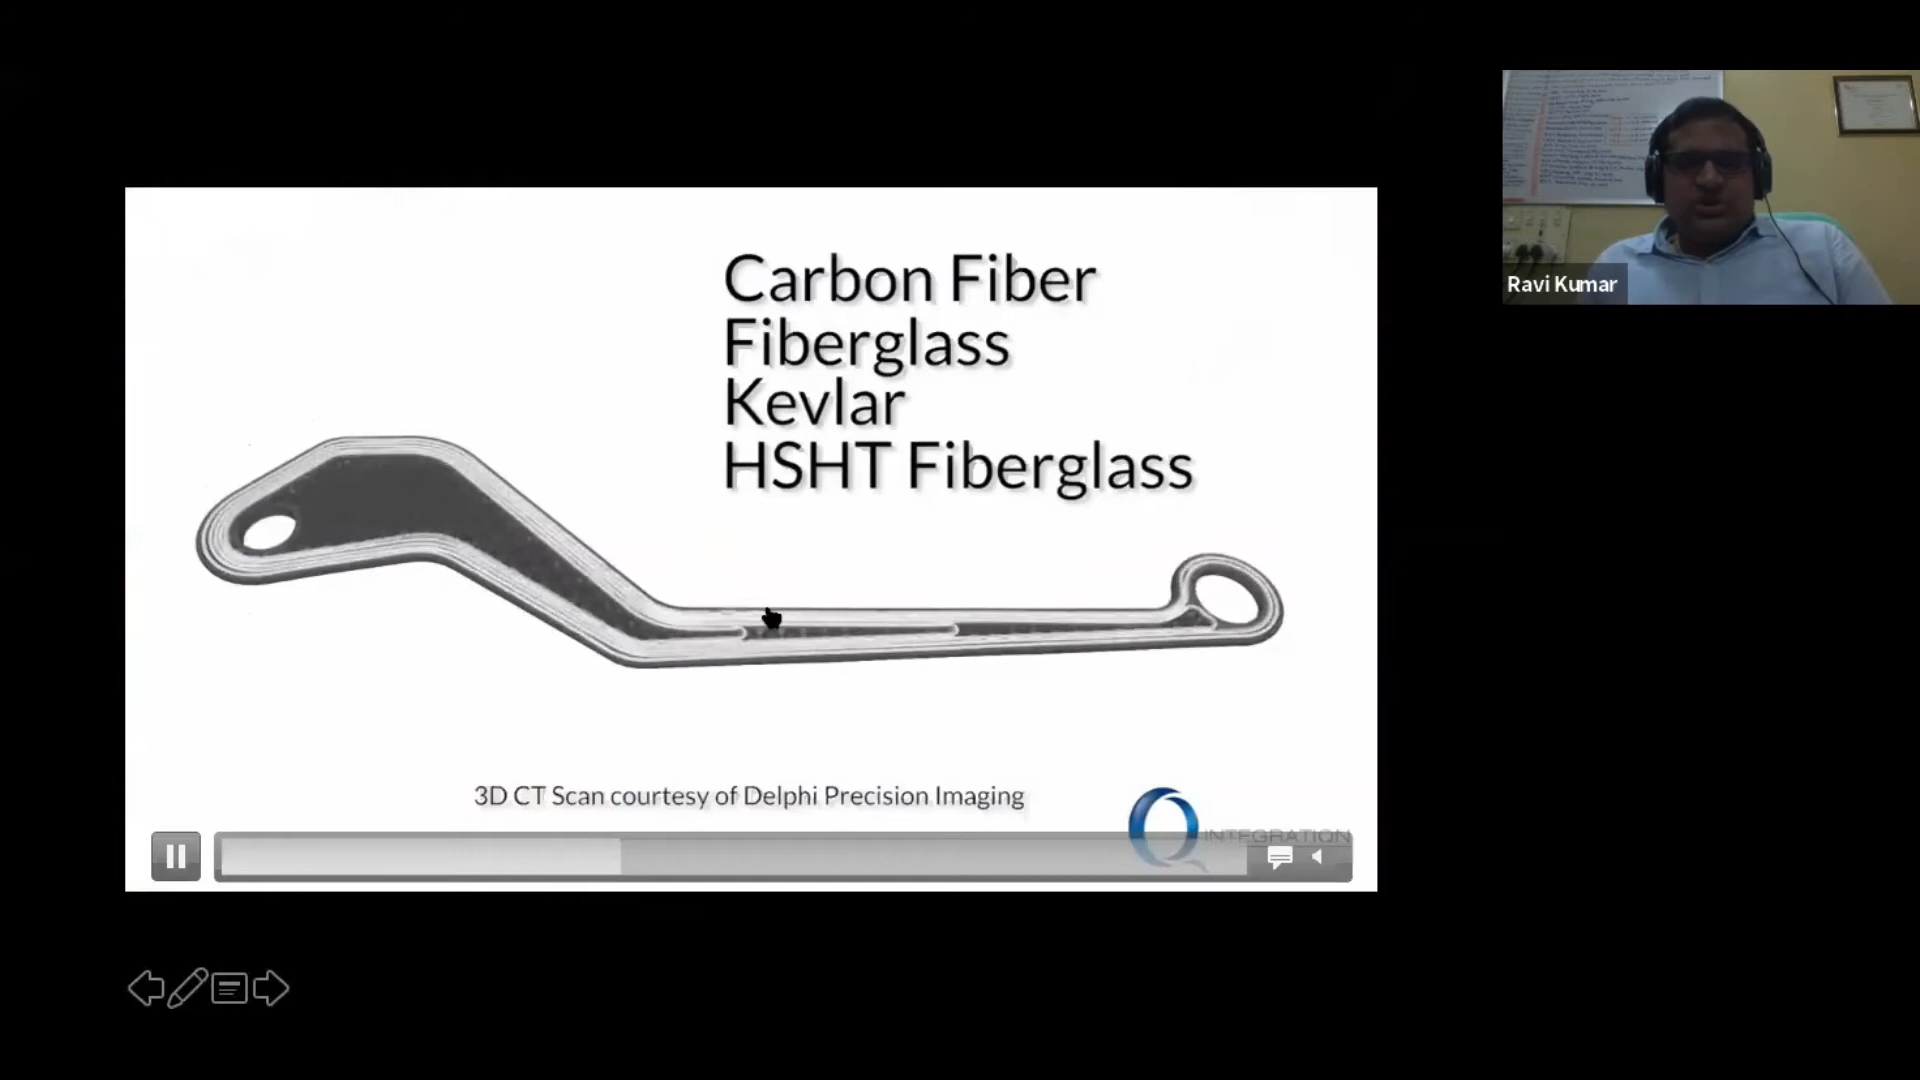 Carbon Fiber
Fiberglass
Kevlar
HSHT Fiberglass
3D CT Scan courtesy of Delphi Precision Imaging
Q INTEGRATION
Ravi Kumar